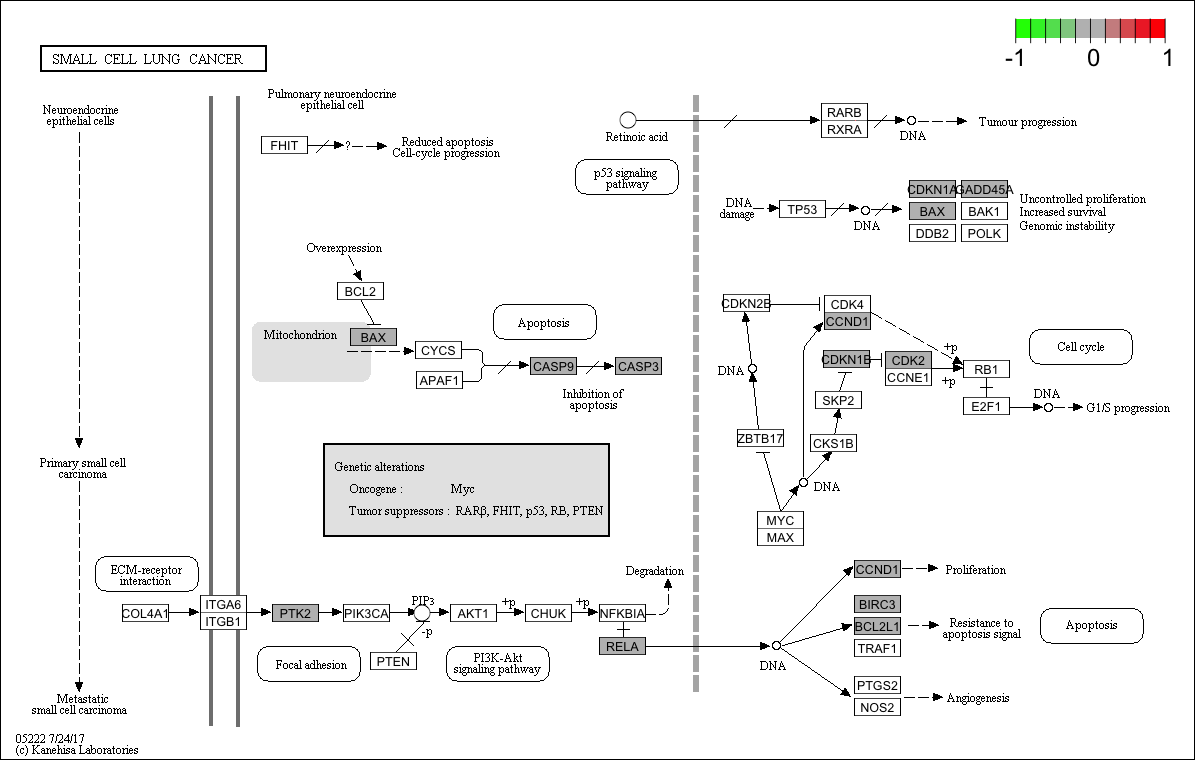 -1 0 1
SMALL CELL LUNG CANCER
Neuroendocrine
epithelial cells
Primary small cell
carcinoma
Metastatic
small cell carcinoma
Pulmonary neuroendocrine
epithelial cell
FHIT
?
Reduced apoptosis
Cell-cycle progression
Retinoic acid
RARB
RXRA
DNA
Tumour progression
p53 signaling
pathway
DNA
damage
TP53
DNA
CDKN1A
GADD45A
BAX
BAK1
DDB2
POLK
Uncontrolled proliferation
Increased survival
Genomic instability
Overexpression
BCL2
Mitochondrion
BAX
CYCS
APAF1
Apoptosis
CASP9
CASP3
Inhibition of
apoptosis
CDKN2B
CDK4
CCND1
CDKN1B
CDK2
CCNE1
+p
+p
RB1
E2F1
DNA
G1/S progression
Cell cycle
DNA
SKP2
ZBTB17
CKS1B
DNA
MYC
MAX
Genetic alterations
Oncogene : Myc
Tumor suppressors : RARβ, FHIT, p53, RB, PTEN
ECM-receptor
interaction
COL4A1
ITGA6
ITGB1
PTK2
PIK3CA
PIP3
-p
PTEN
AKT1
+p
CHUK
+p
NFKBIA
RELA
Degradation
Focal adhesion
PI3K-Akt
signaling pathway
DNA
CCND1
Proliferation
BIRC3
BCL2L1
TRAF1
Resistance to
apoptosis signal
Apoptosis
PTGS2
NOS2
Angiogenesis
05222 7/24/17
(c) Kanehisa Laboratories